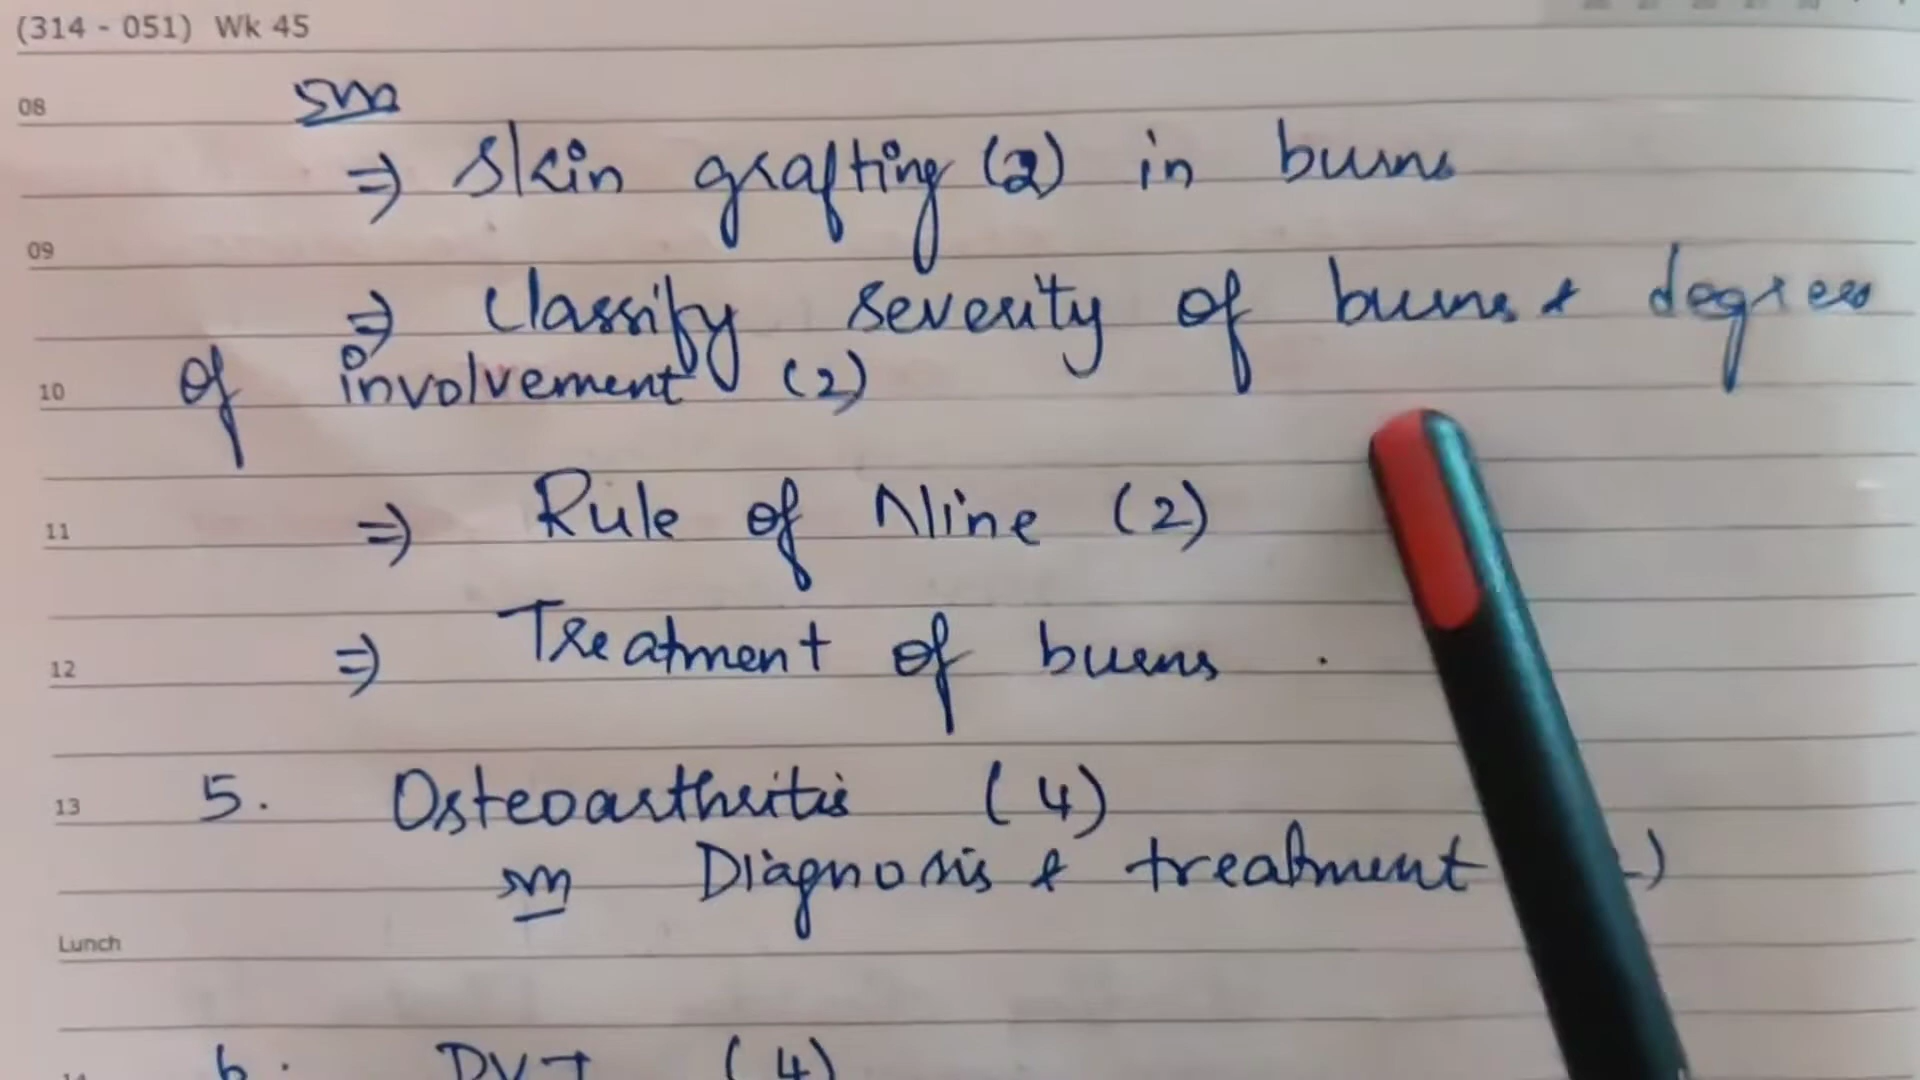 (314 - 051) Wk 45
08
5m
⇒ Skin grafting (2) in burns
09
⇒ Classify severity of burns & degrees
10 of involvement (2)
11 ⇒ Rule of Nine (2)
12 ⇒ Treatment of burns .
13 5. Osteoarthritis (4)
5m Diagnosis & treatment )
Lunch
6. DVT (4)